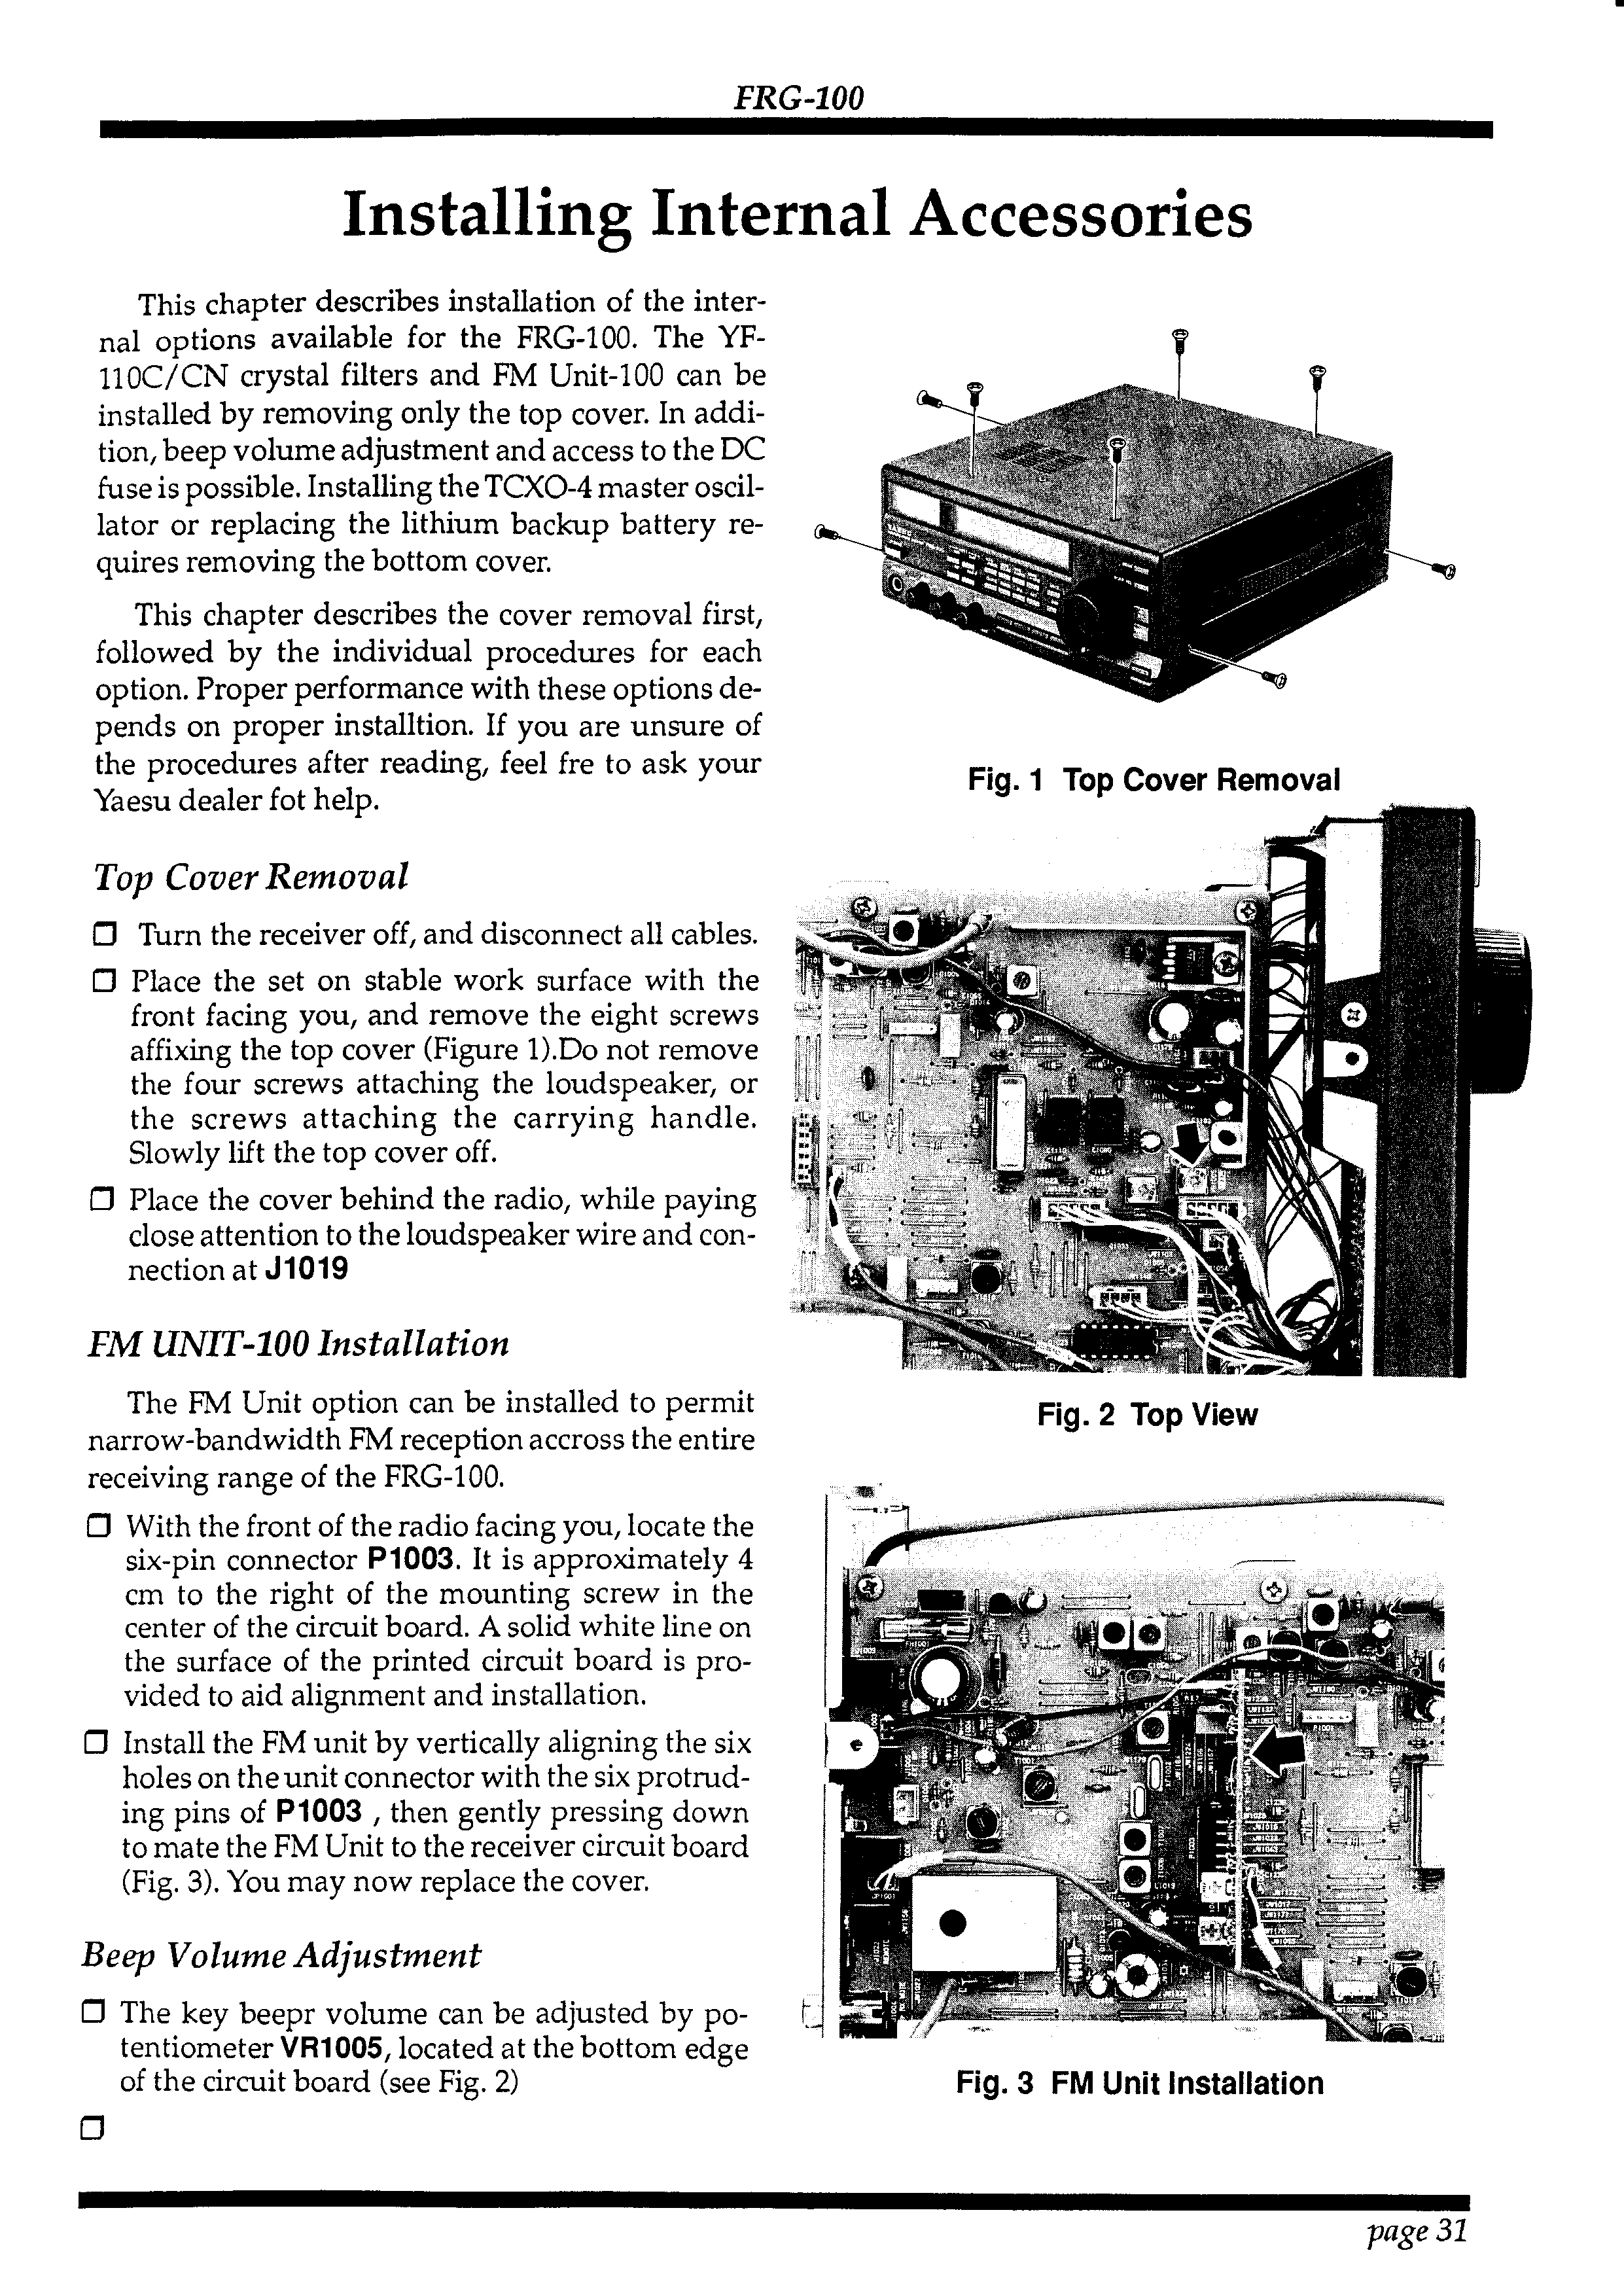 FRG-100
Installing Internal Accessories
This chapter describes installation of the inter-
nal options available for the FRG-100. The YF-
110C/CN crystal filters and FM Unit-100 can be
installed by removing only the top cover. In addi-
tion, beep volume adjustment and access to the DC
fuse is possible. Installing the TCXO-4 master oscil-
lator or replacing the lithium backup battery re-
quires removing the bottom cover.
This chapter describes the cover removal first,
followed by the individual procedures for each
option. Proper performance with these options de-
pends on proper installtion. If you are unsure of
the procedures after reading, feel fre to ask your
Yaesu dealer fot help.
Top Cover Removal
Turn the receiver off, and disconnect all cables.
Place the set on stable work surface with the
front facing you, and remove the eight screws
affixing the top cover (Figure 1).Do not remove
the four screws attaching the loudspeaker, or
the screws attaching the carrying handle.
Slowly lift the top cover off.
Place the cover behind the radio, while paying
close attention to the loudspeaker wire and con-
nection at J1019
FM UNIT-100 Installation
The FM Unit option can be installed to permit
narrow-bandwidth FM reception accross the entire
receiving range of the FRG-100.
With the front of the radio facing you, locate the
six-pin connector P1003. It is approximately 4
cm to the right of the mounting screw in the
center of the circuit board. A solid white line on
the surface of the printed circuit board is pro-
vided to aid alignment and installation.
Install the FM unit by vertically aligning the six
holes on the unit connector with the six protrud-
ing pins of P1003 , then gently pressing down
to mate the FM Unit to the receiver circuit board
(Fig. 3). You may now replace the cover.
Beep Volume Adjustment
The key beepr volume can be adjusted by po-
tentiometer VR1005, located at the bottom edge
of the circuit board (see Fig. 2)
Fig. 1 Top Cover Removal
Fig. 2 Top View
Fig. 3 FM Unit Installation
page 31